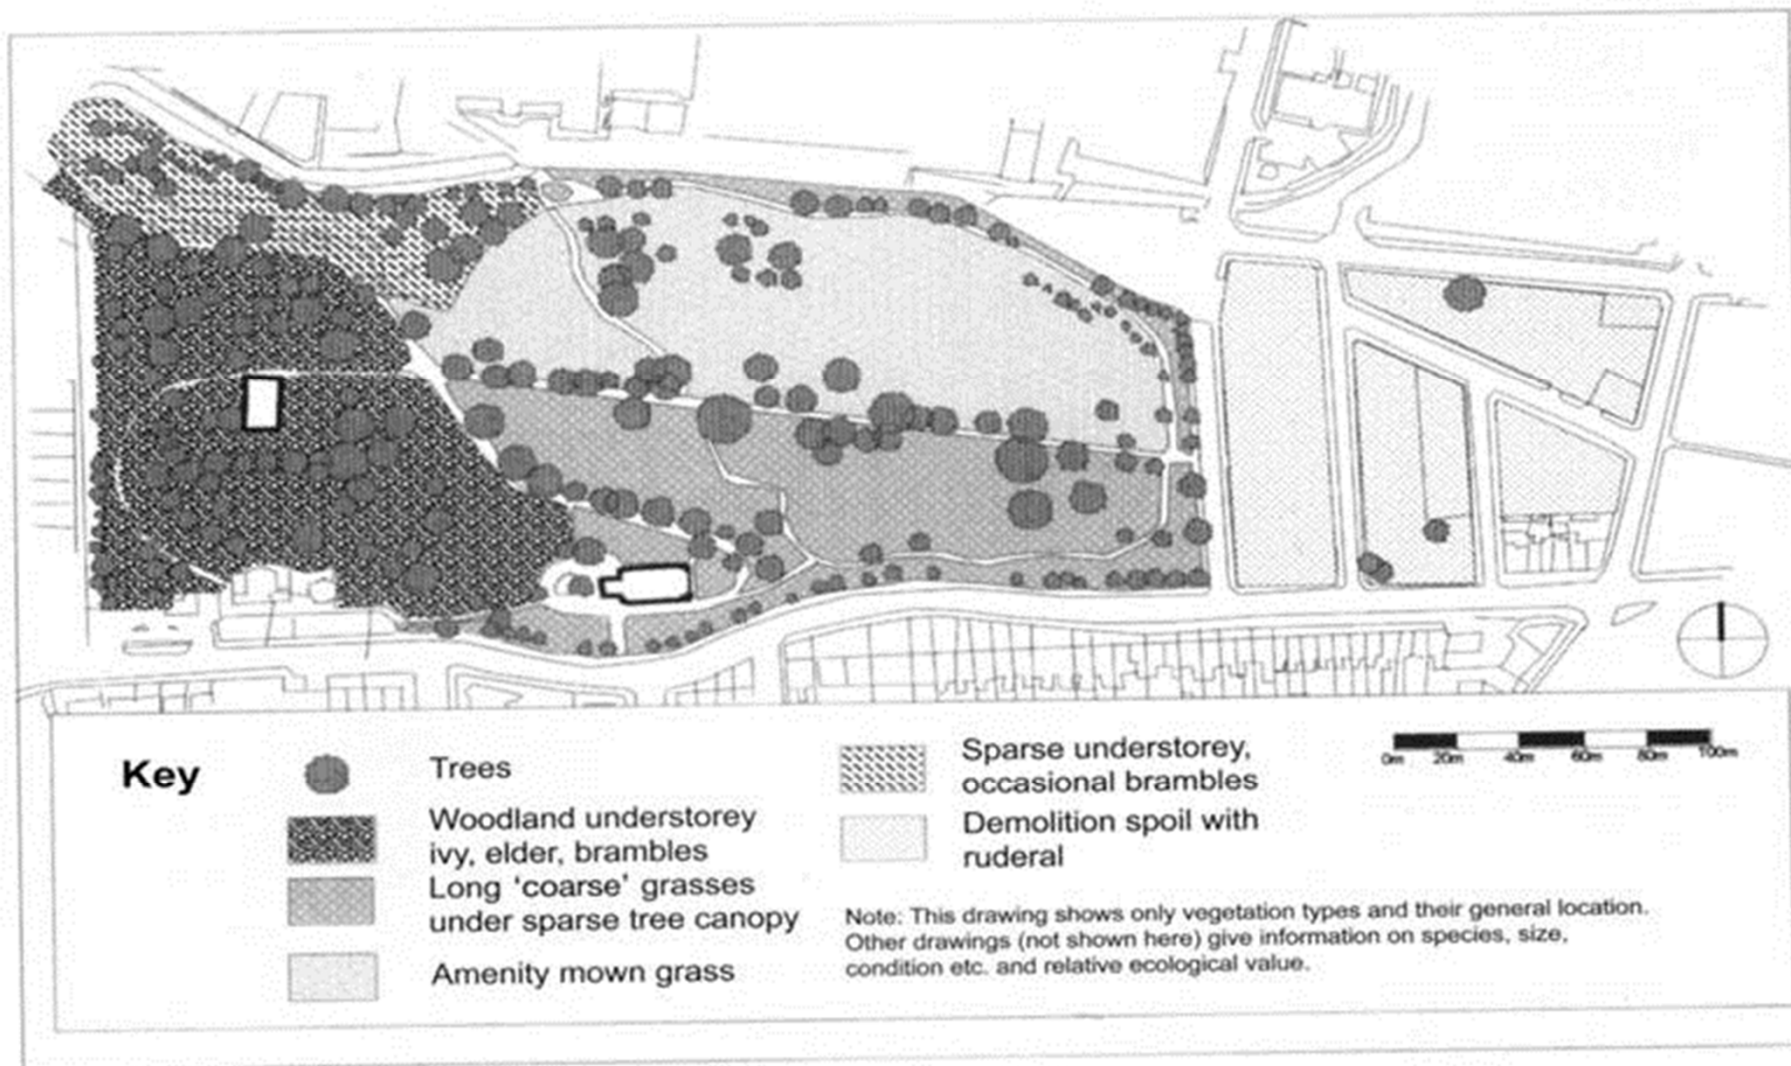 Key
Trees
Woodland understorey
ivy, elder, brambles
Long ‘coarse’ grasses
under sparse tree canopy
Amenity mown grass
Sparse understorey,
occasional brambles
Demolition spoil with
ruderal
0m 20m 40m 60m 80m 100m
Note: This drawing shows only vegetation types and their general location.
Other drawings (not shown here) give information on species, size,
condition etc. and relative ecological value.